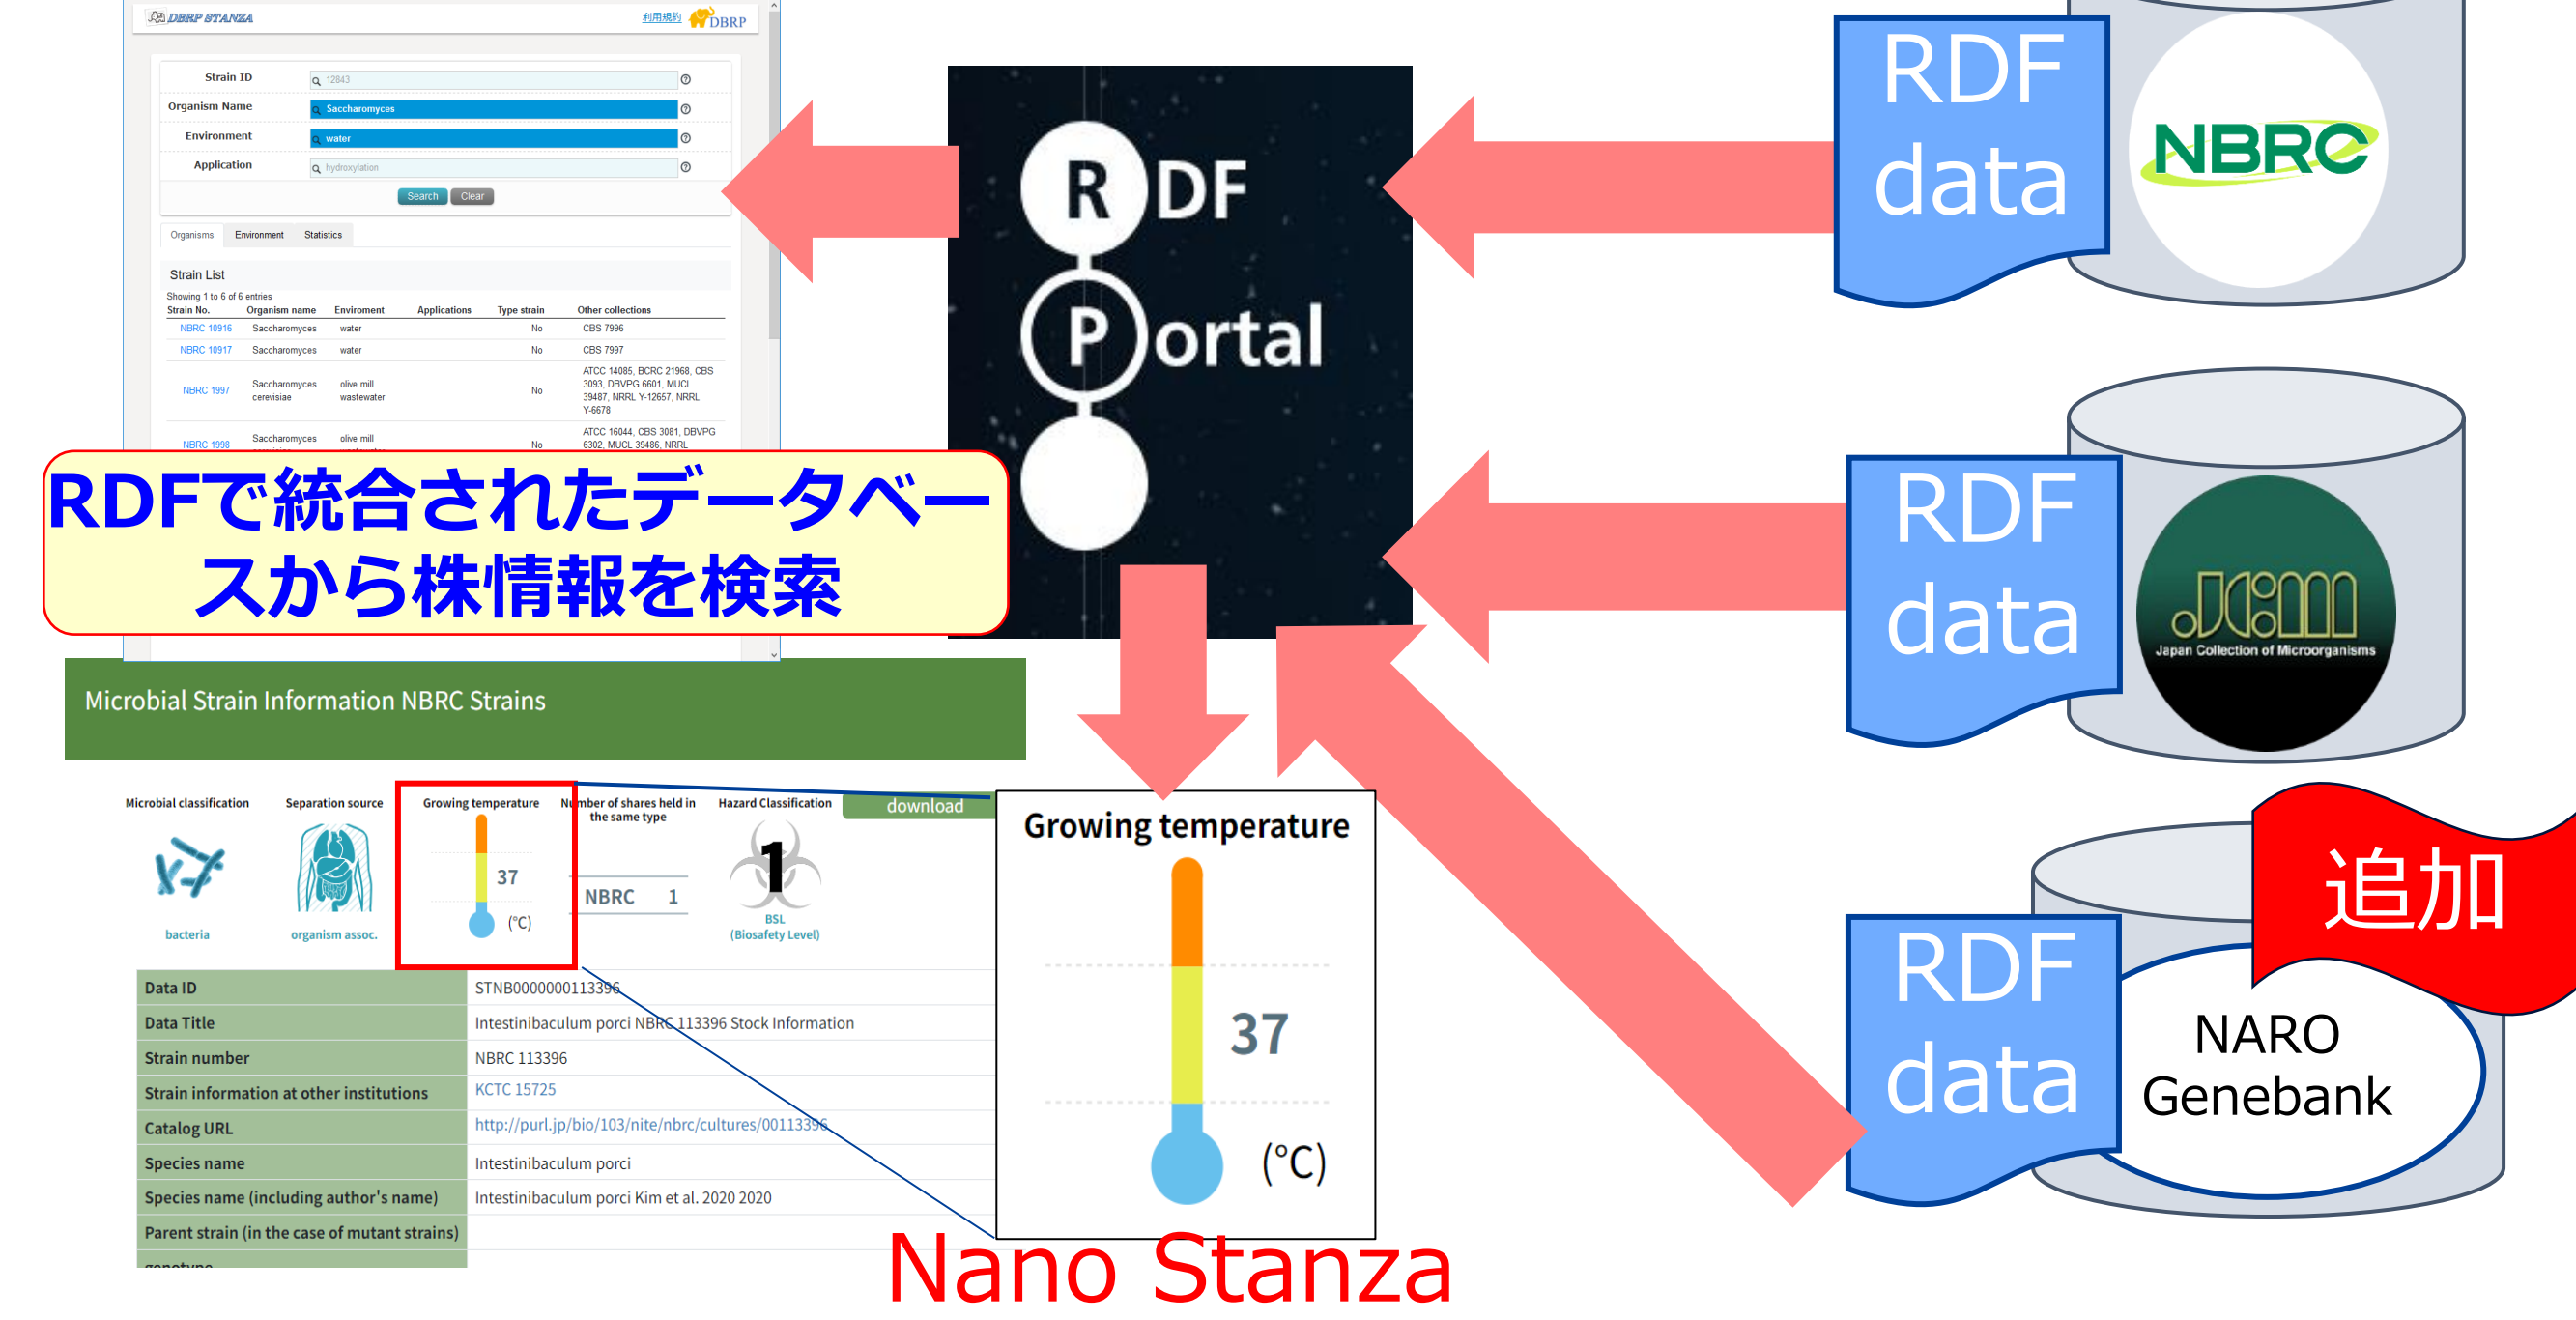 DBRP STANZA
利用規約
DBRP
Strain ID
12843
Organism Name
Saccharomyces
Environment
water
Application
hydroxylation
Search Clear
Organisms Environment Statistics
Strain List
Showing 1 to 6 of 6 entries
Strain No. Organism name Enviroment Applications Type strain Other collections
NBRC 10916 Saccharomyces water No CBS 7996
NBRC 10917 Saccharomyces water No CBS 7997
NBRC 1997 Saccharomyces cerevisiae olive mill wastewater No ATCC 14085, BCRC 21968, CBS
3093, DBVPG 6601, MUCL
39487, NRRL Y-12657, NRRL
Y-6678
NBRC 1998 Saccharomyces olive mill No ATCC 16044, CBS 3081, DBVPG
6302, MUCL 39486, NRRL
RDFで統合されたデータベー
スから株情報を検索
RDF
Portal
RDF
data
NBRC
RDF
data
JCM
Japan Collection of Microorganisms
追加
RDF
data
NARO
Genebank
Microbial Strain Information NBRC Strains
Microbial classification
bacteria
Separation source
organism assoc.
Growing temperature
37
(°C)
Number of shares held in
the same type
NBRC 1
Hazard Classification
1
BSL
(Biosafety Level)
download
Growing temperature
37
(°C)
Data ID STNB0000000113396
Data Title Intestinibaculum porci NBRC 113396 Stock Information
Strain number NBRC 113396
Strain information at other institutions KCTC 15725
Catalog URL http://purl.jp/bio/103/nite/nbrc/cultures/00113396
Species name Intestinibaculum porci
Species name (including author's name) Intestinibaculum porci Kim et al. 2020 2020
Parent strain (in the case of mutant strains)
Nano Stanza